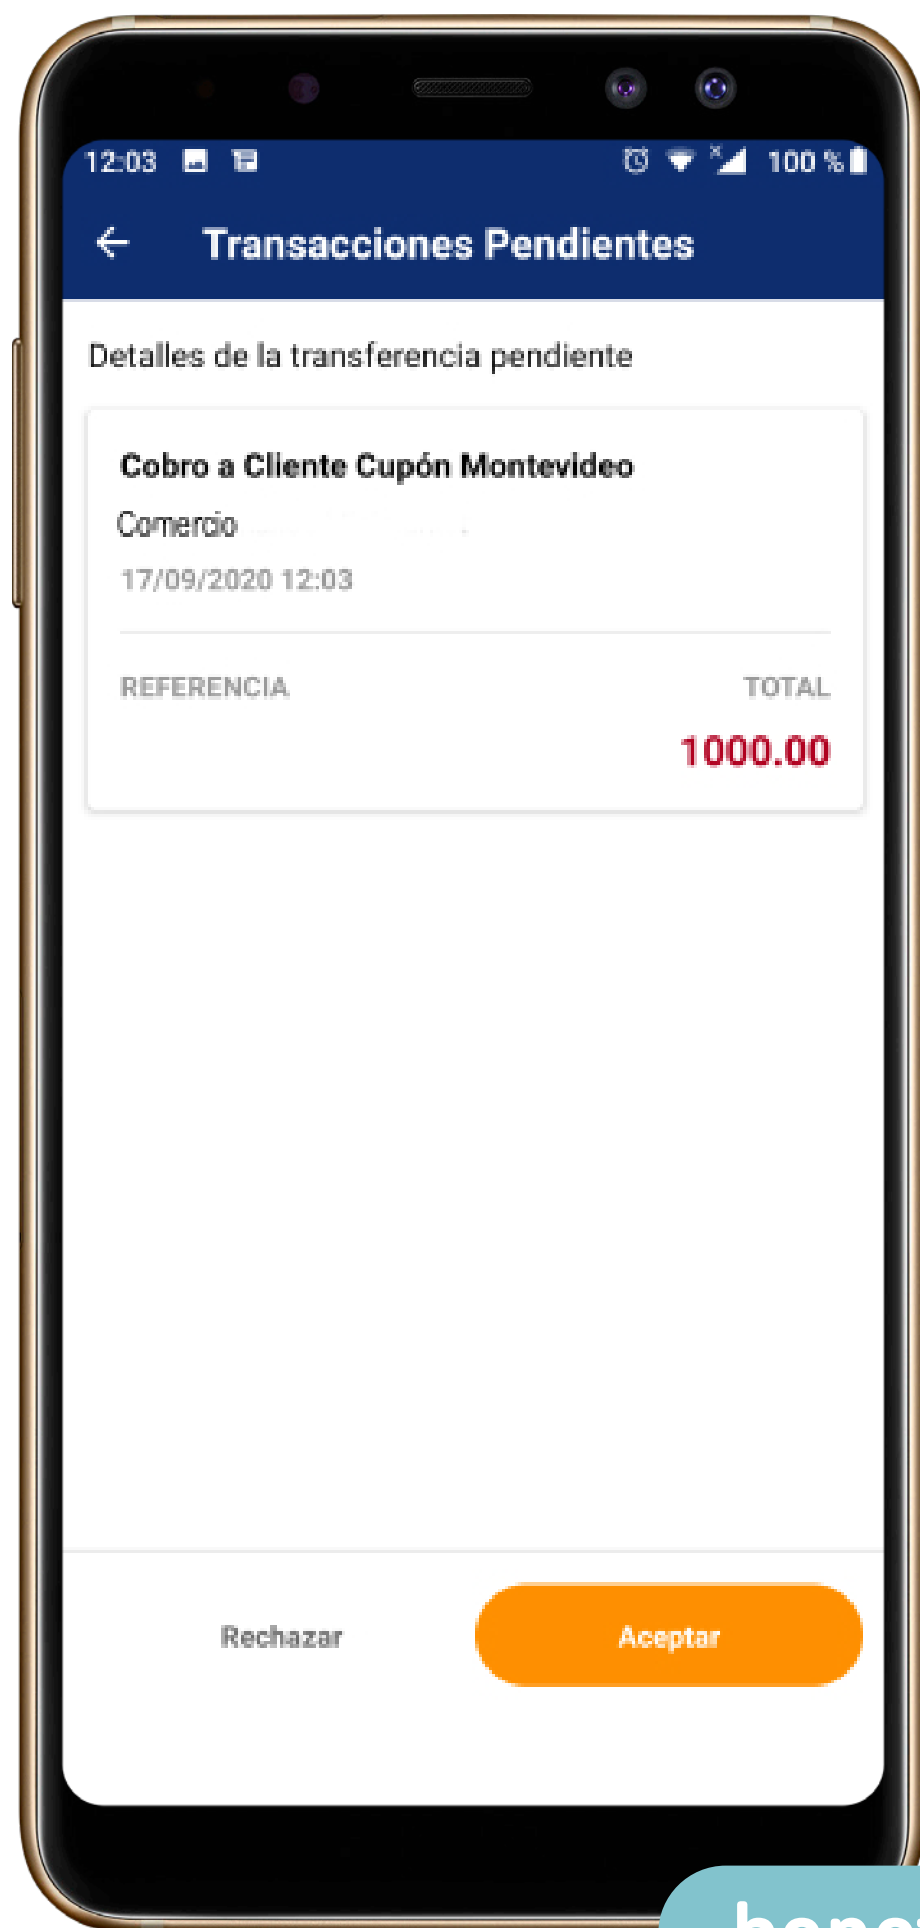 12:03 100 %
Transacciones Pendientes
Detalles de la transferencia pendiente
Cobro a Cliente Cupón Montevideo
Comercio
17/09/2020 12:03
REFERENCIA TOTAL
1000.00
Rechazar Aceptar